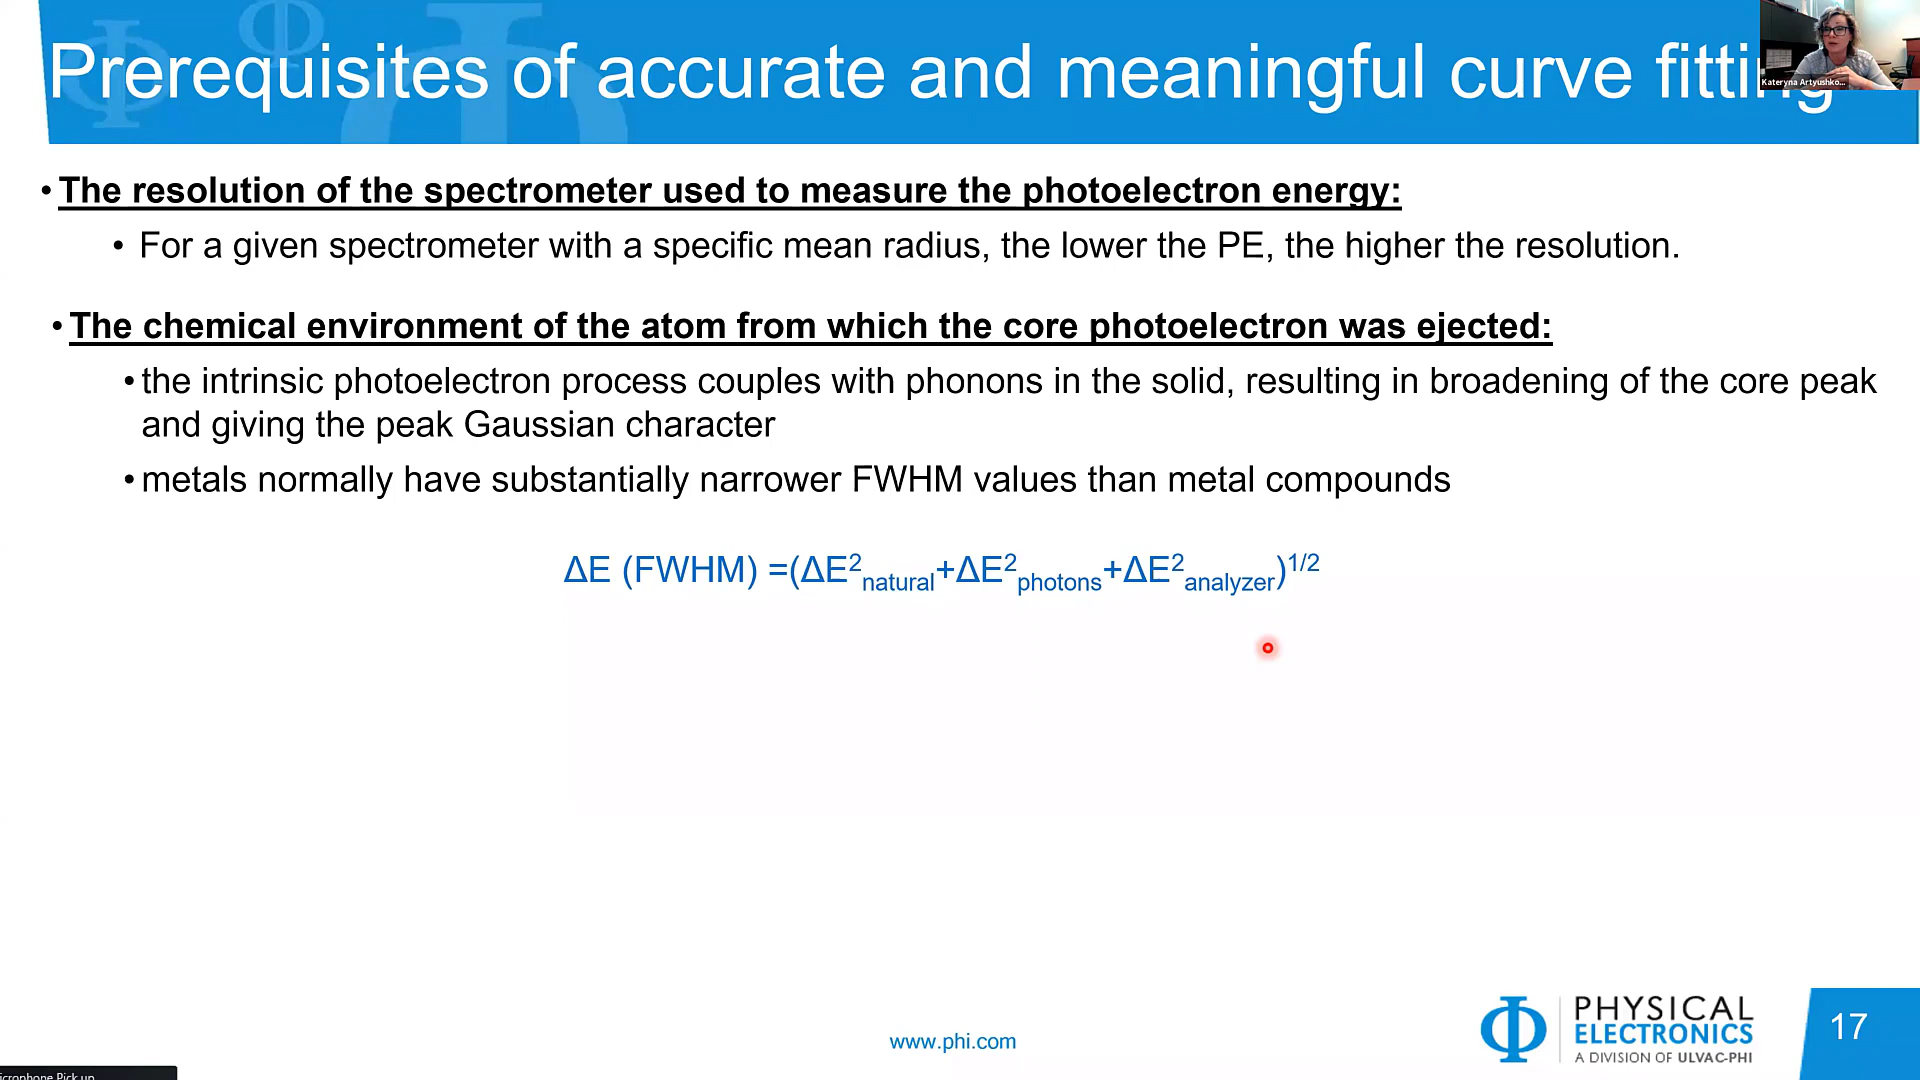 Prerequisites of accurate and meaningful curve fitting
Kateryna Artyushko...
• The resolution of the spectrometer used to measure the photoelectron energy:
• For a given spectrometer with a specific mean radius, the lower the PE, the higher the resolution.
• The chemical environment of the atom from which the core photoelectron was ejected:
• the intrinsic photoelectron process couples with phonons in the solid, resulting in broadening of the core peak
and giving the peak Gaussian character
• metals normally have substantially narrower FWHM values than metal compounds
ΔE (FWHM) =(ΔE²natural+ΔE²photons+ΔE²analyzer)^1/2
www.phi.com
PHYSICAL
ELECTRONICS
A DIVISION OF ULVAC-PHI
17
icrophone Pick up